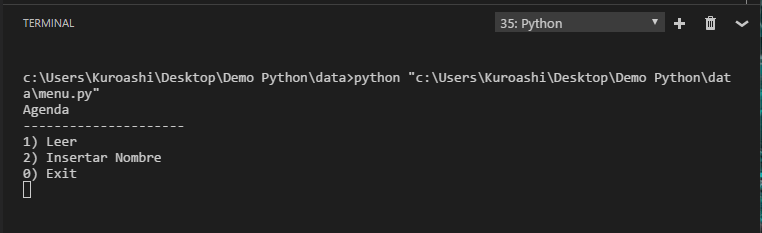 TERMINAL
35: Python
c:\Users\Kuroashi\Desktop\Demo Python\data>python "c:\Users\Kuroashi\Desktop\Demo Python\dat
a\menu.py"
Agenda
---------------------
1) Leer
2) Insertar Nombre
0) Exit